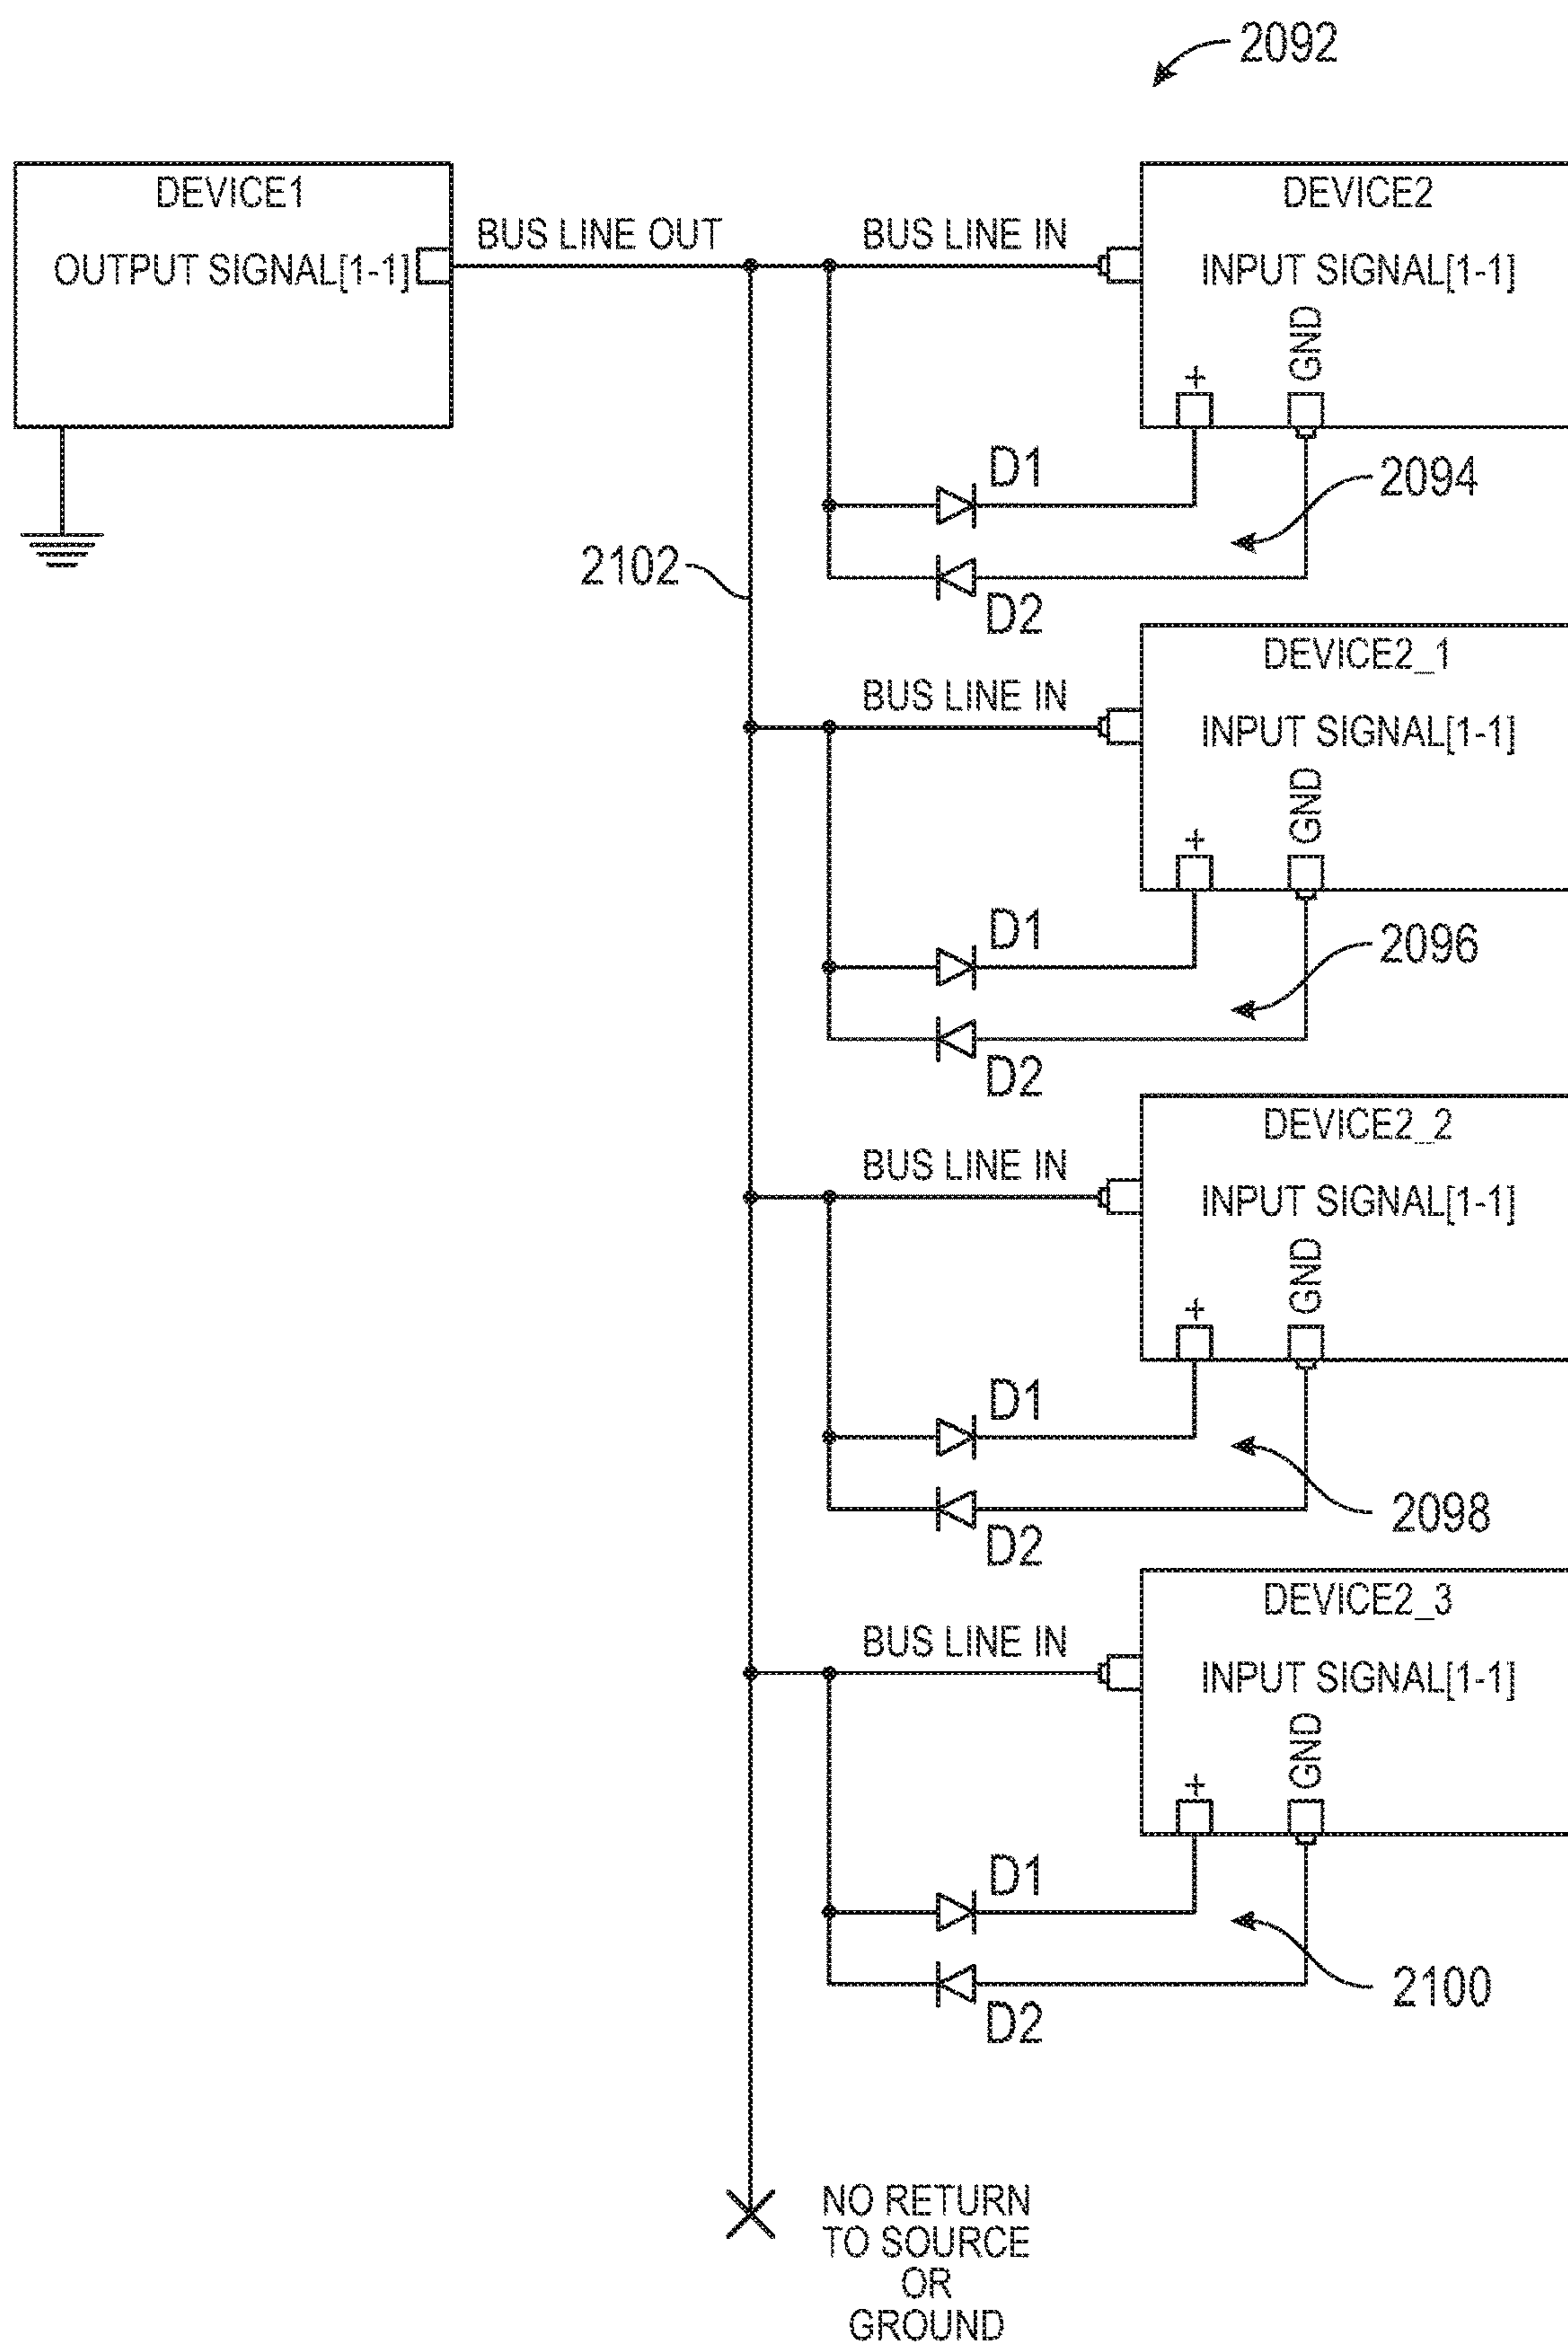 2092
DEVICE1
OUTPUT SIGNAL[1-1]
BUS LINE OUT
BUS LINE IN
DEVICE2
INPUT SIGNAL[1-1]
+
GND
D1
2094
D2
2102
DEVICE2_1
BUS LINE IN
INPUT SIGNAL[1-1]
+
GND
D1
2096
D2
DEVICE2_2
BUS LINE IN
INPUT SIGNAL[1-1]
+
GND
D1
2098
D2
DEVICE2_3
BUS LINE IN
INPUT SIGNAL[1-1]
+
GND
D1
2100
D2
NO RETURN
TO SOURCE
OR
GROUND